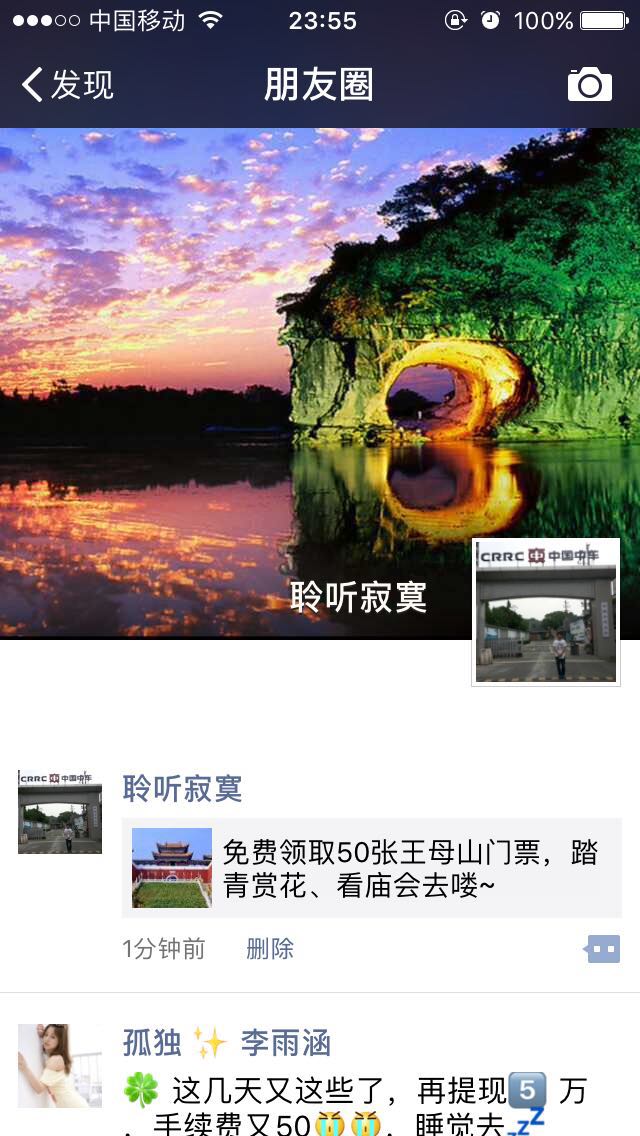 中国移动 23:55 100%
发现 朋友圈
CRRC 中国中车
聆听寂寞
CRRC 中国中车
聆听寂寞
免费领取50张王母山门票，踏
青赏花、看庙会去喽~
1分钟前 删除
孤独✨李雨涵
🍀 这几天又这些了，再提现5️⃣ 万
，手续费又50😭😭，睡觉去💤